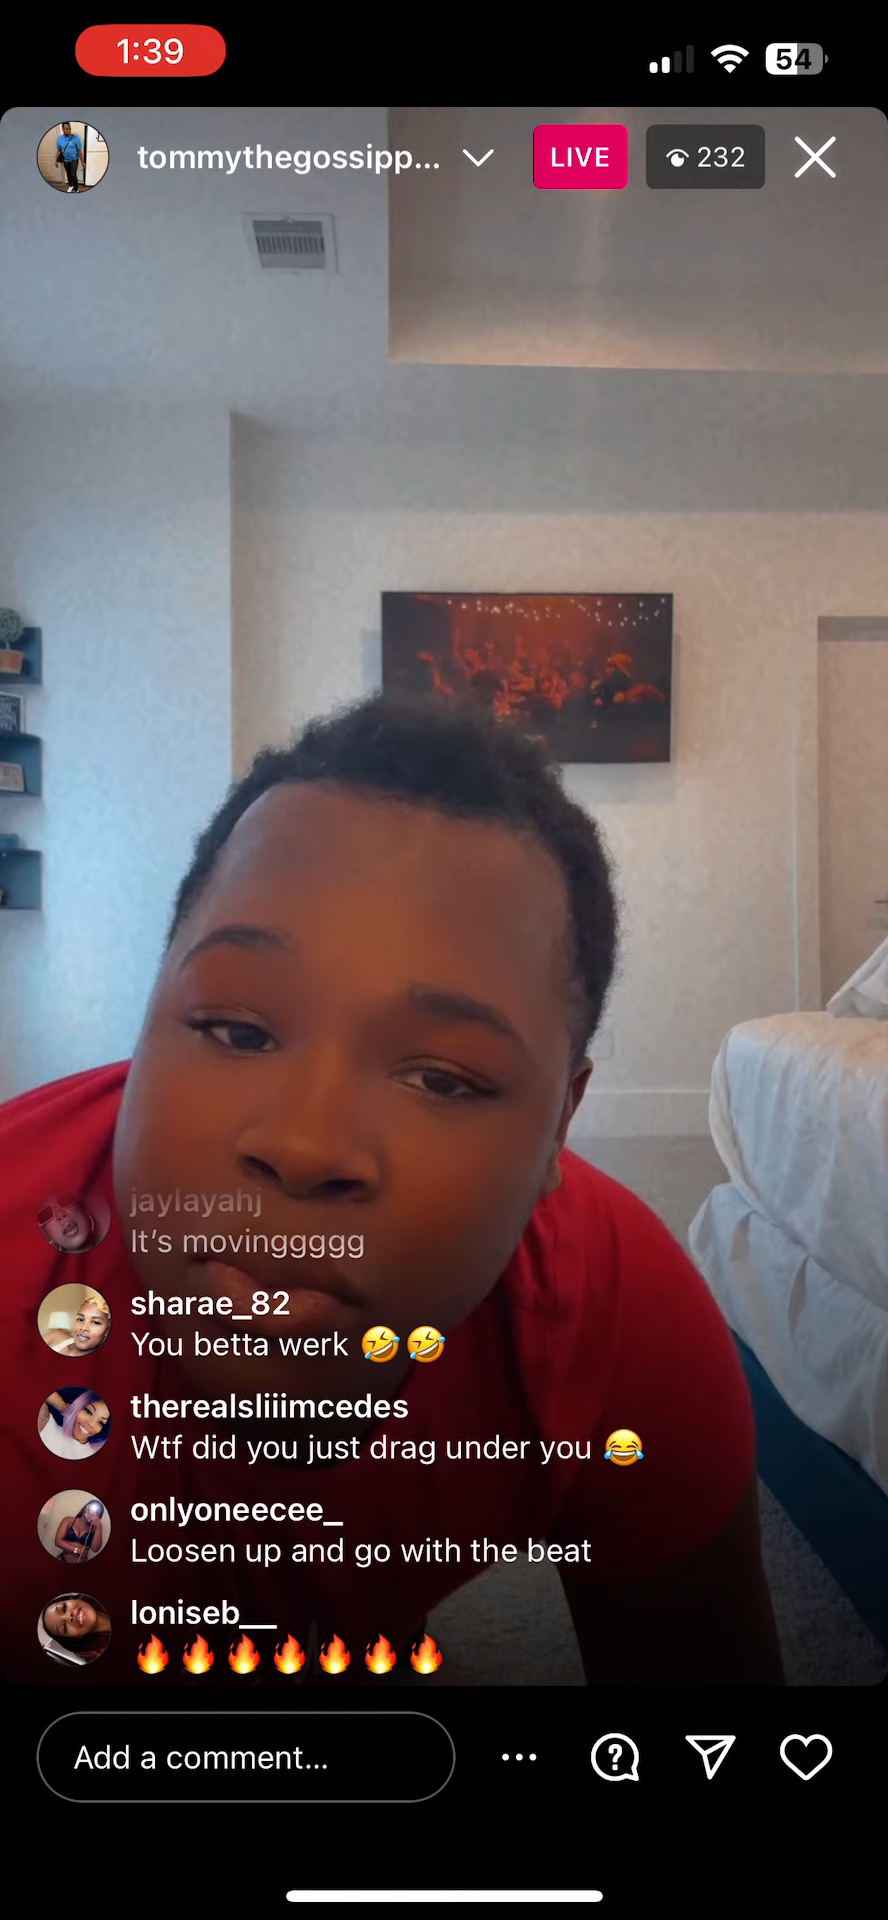 1:39
54
tommythegossipp...
LIVE
232
jaylayahj
It's movinggggg
sharae_82
You betta werk 🤣🤣
therealsliiimcedes
Wtf did you just drag under you 😂
onlyoneecee_
Loosen up and go with the beat
loniseb__
🔥🔥🔥🔥🔥🔥🔥
Add a comment...